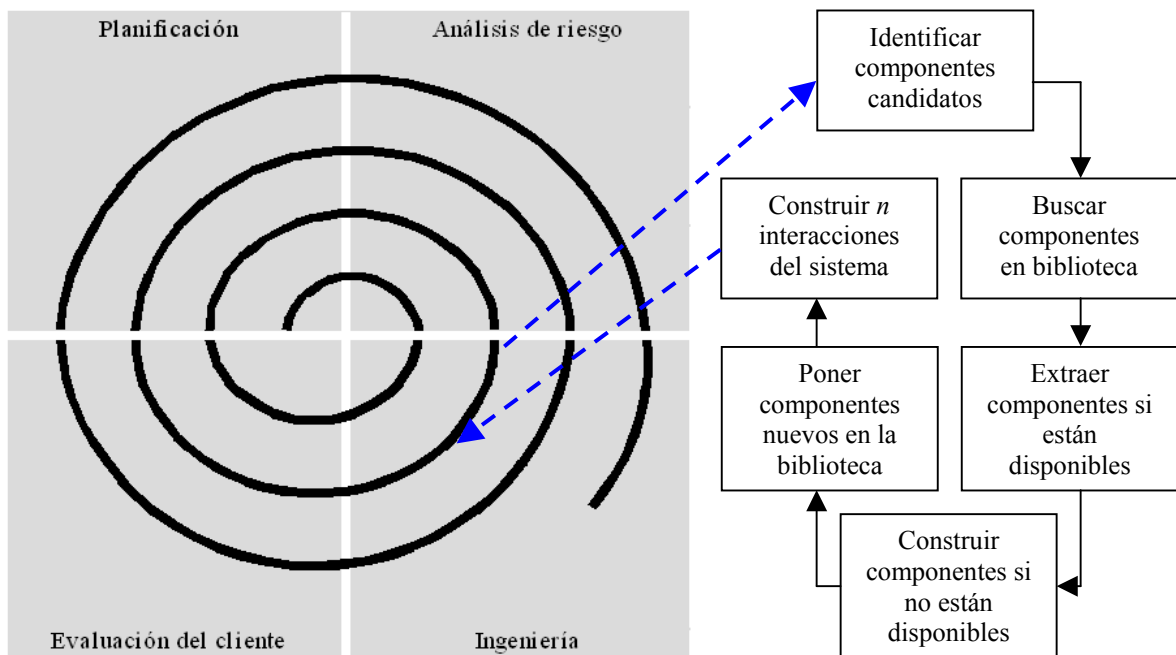 Planificación
Análisis de riesgo
Evaluación del cliente
Ingeniería
Identificar
componentes
candidatos
Buscar
componentes
en biblioteca
Extraer
componentes si
están
disponibles
Construir
componentes si
no están
disponibles
Poner
componentes
nuevos en la
biblioteca
Construir n
interacciones
del sistema